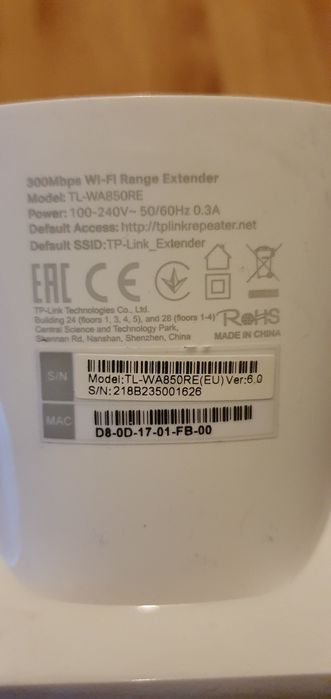 300Mbps Wi-Fi Range Extender
Model: TL-WA850RE
Power: 100-240V~ 50/60Hz 0.3A
Default Access: http://tplinkrepeater.net
Default SSID:TP-Link_Extender
EAC CE
TP-Link Technologies Co., Ltd.
Building 24 (floors 1, 3, 4, 5), and 28 (floors 1-4)
Central Science and Technology Park,
Shennan Rd, Nanshan, Shenzhen, China
RoHS
MADE IN CHINA
S/N
Model:TL-WA850RE(EU) Ver:6.0
S/N:218B235001626
MAC
D8-0D-17-01-FB-00